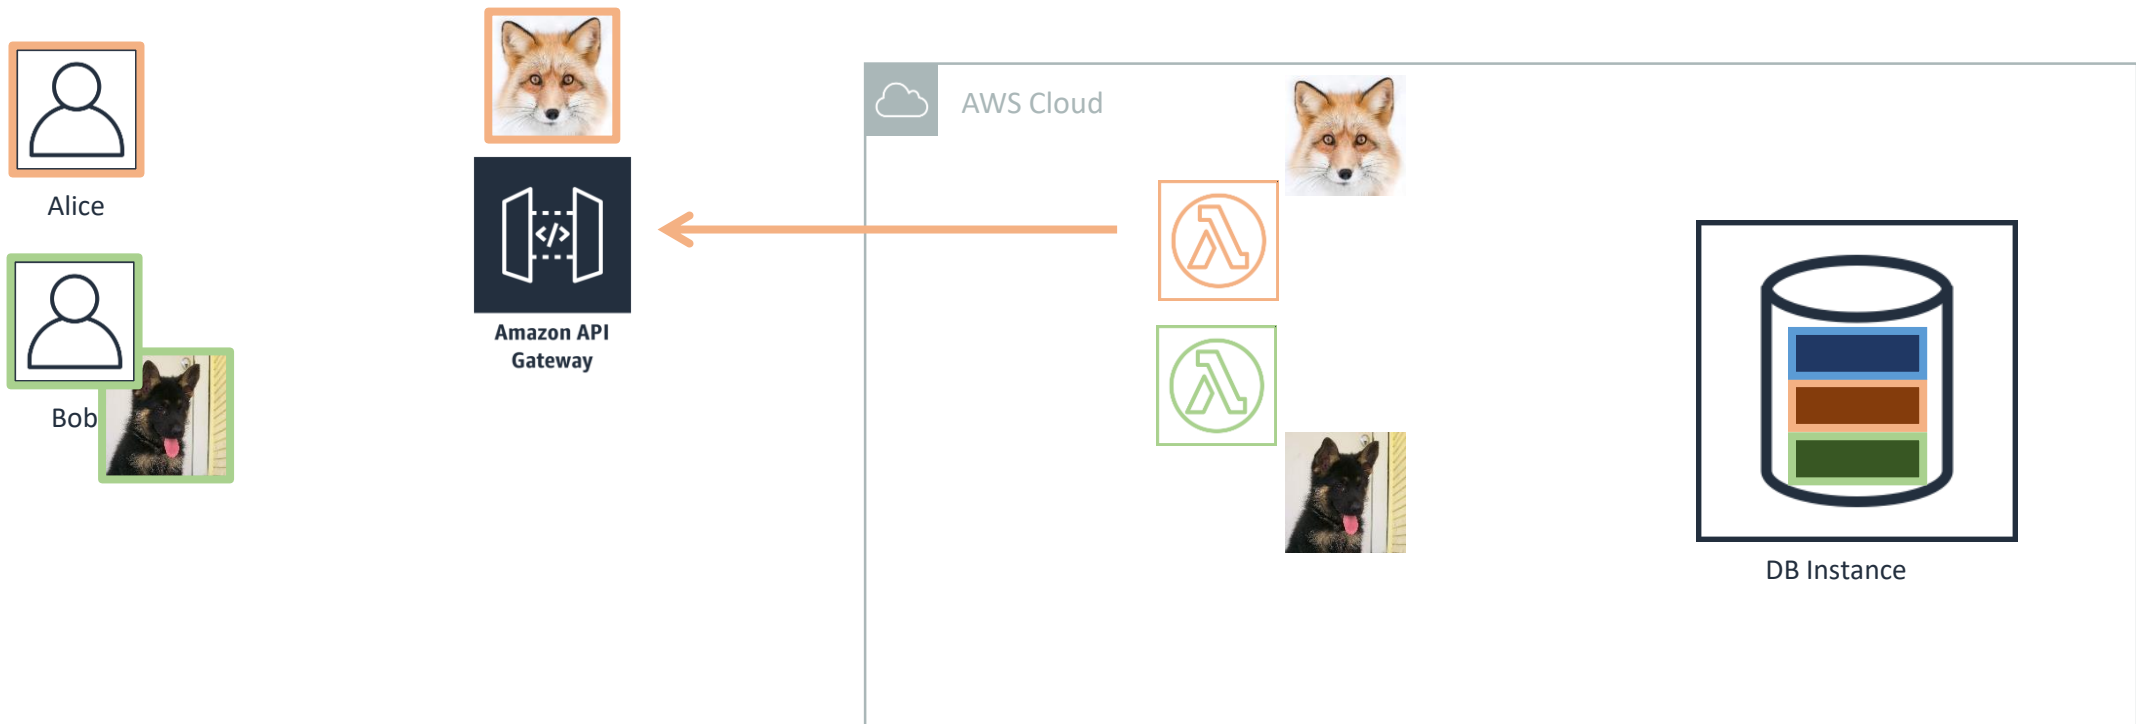 Alice
Bob
</>
Amazon API
Gateway
AWS Cloud
DB Instance